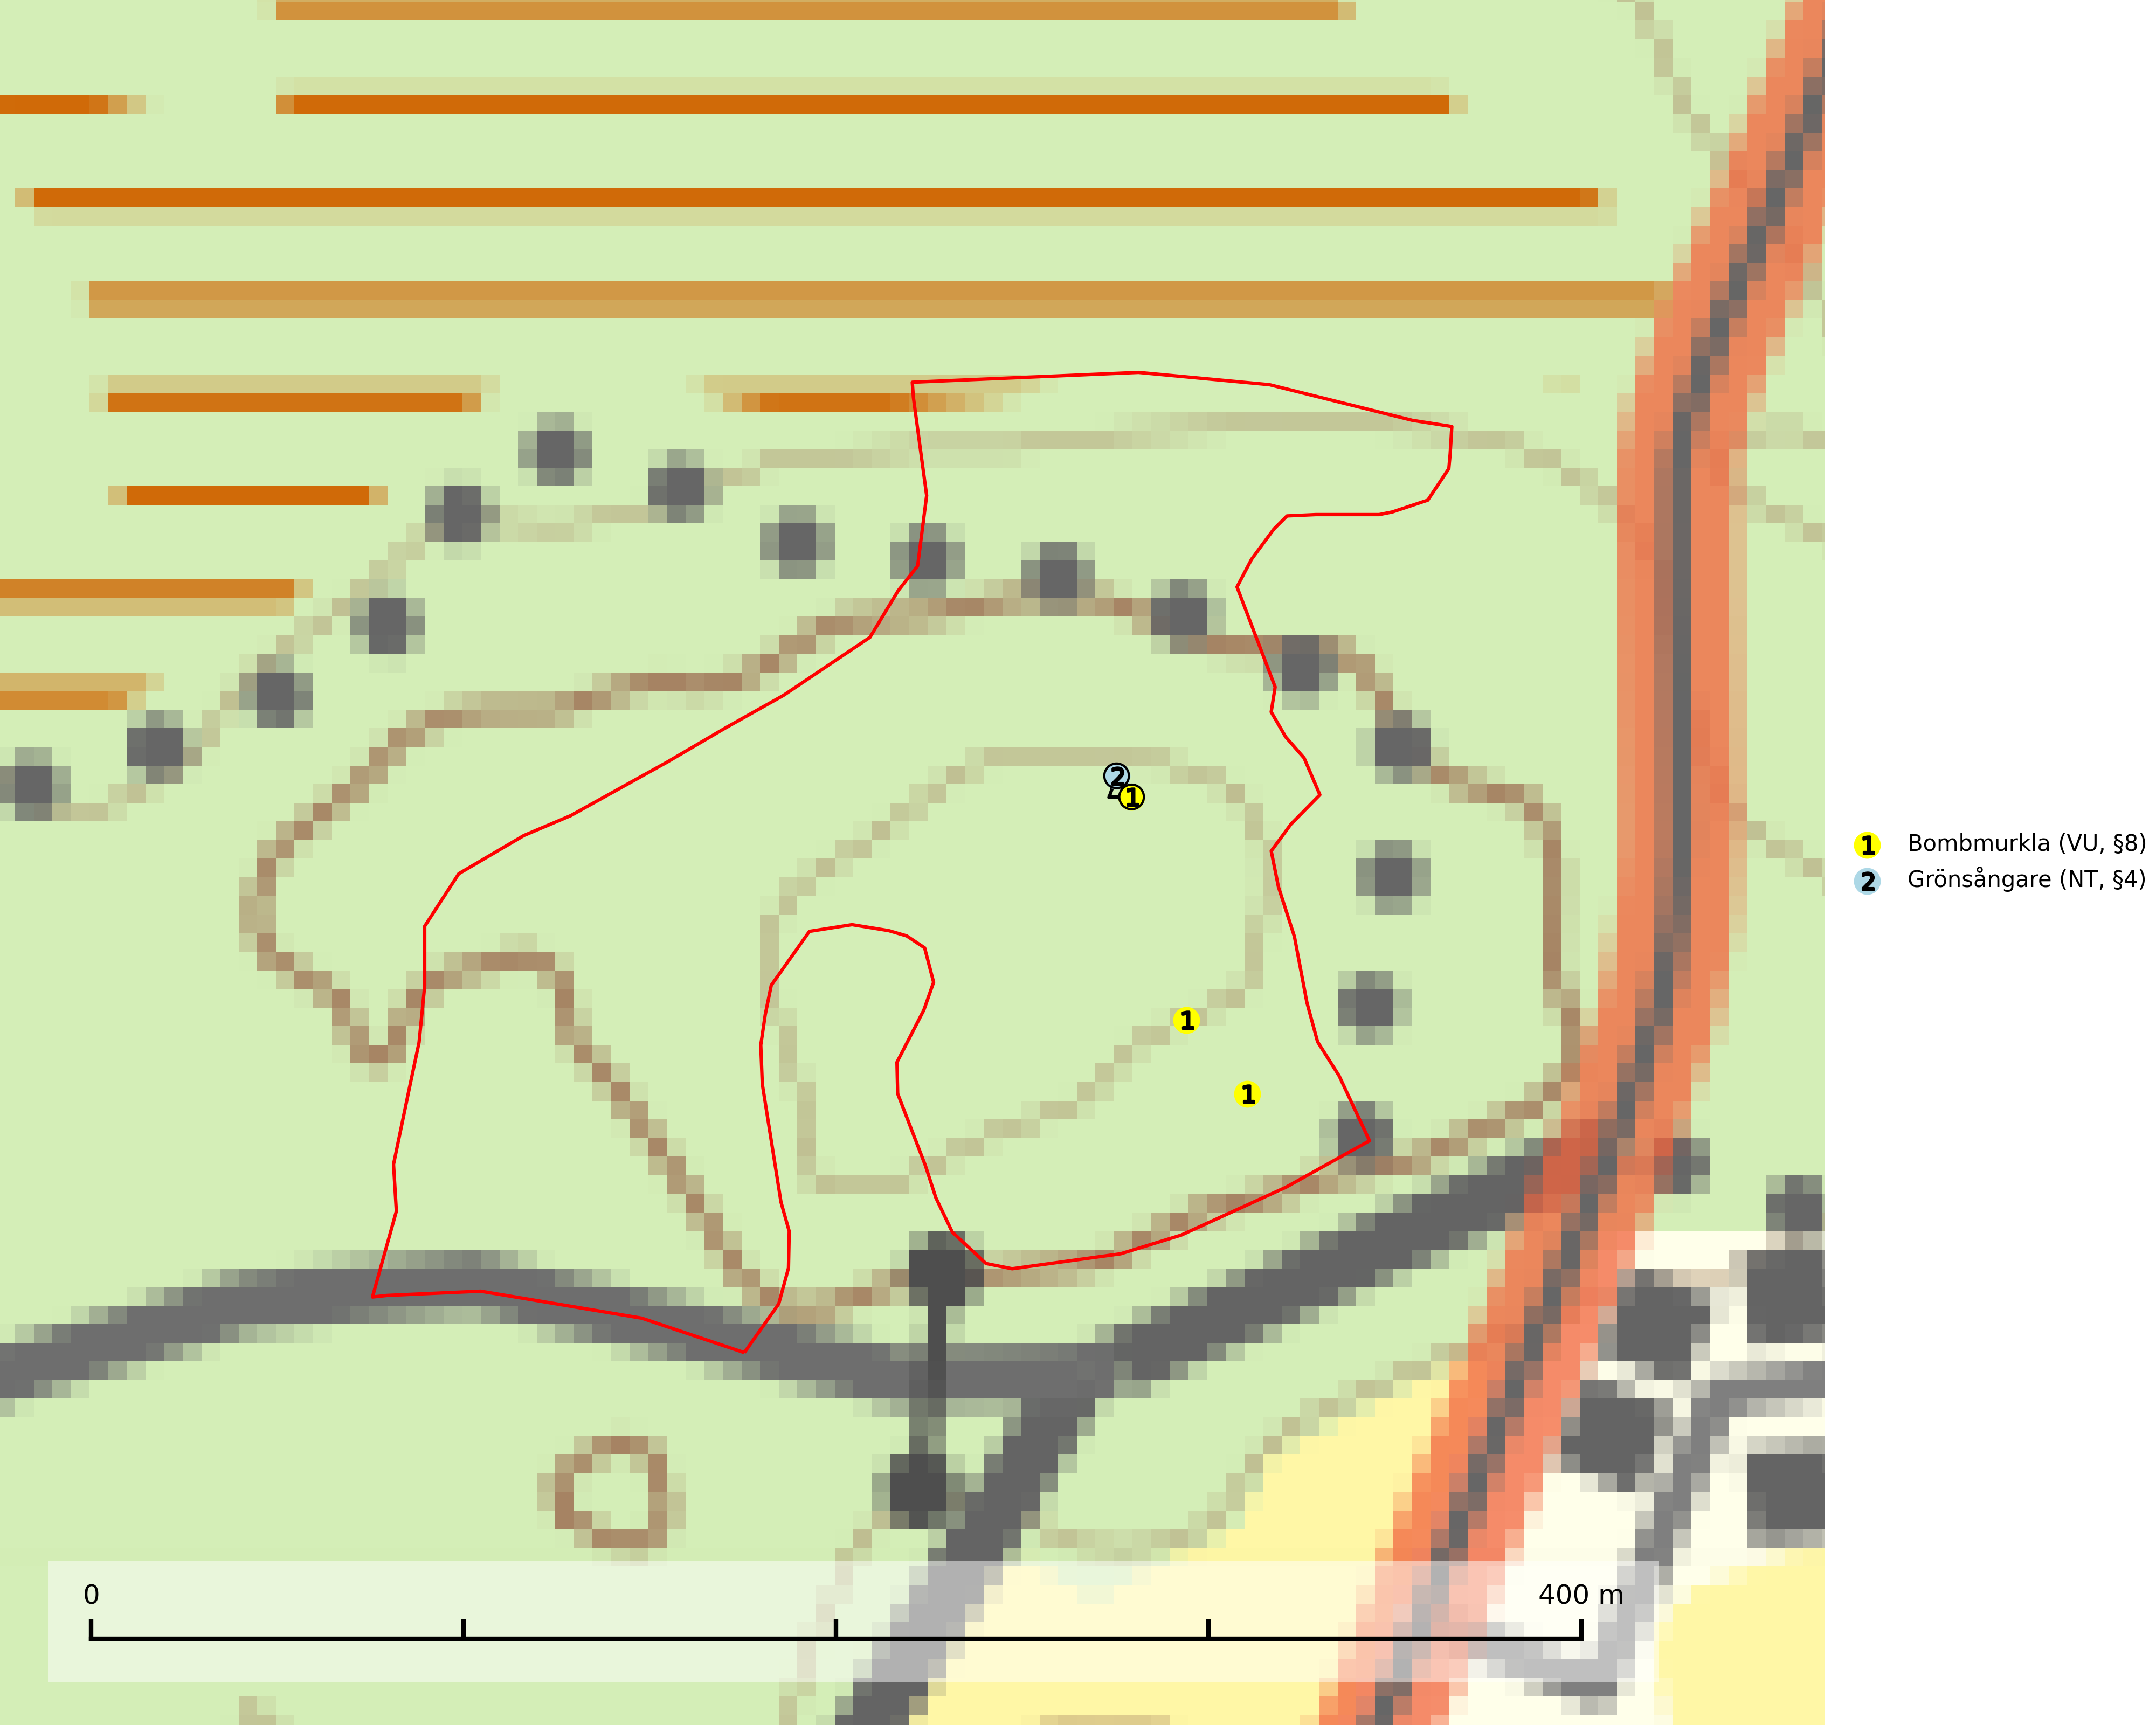 2
1
1
1
1 Bombmurkla (VU, §8)
2 Grönsångare (NT, §4)
0 400 m